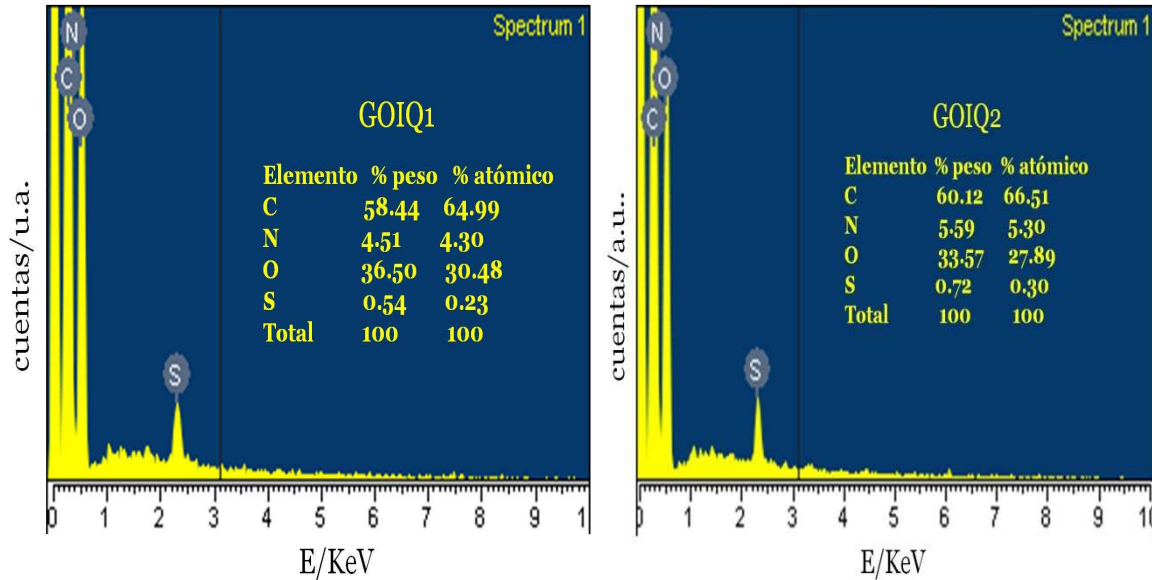 Spectrum 1
N
C
O
GOIQ1
Elemento % peso % atómico
C 58.44 64.99
N 4.51 4.30
O 36.50 30.48
S 0.54 0.23
Total 100 100
S
cuentas/u.a.
0 1 2 3 4 5 6 7 8 9 1
E/KeV
Spectrum 1
N
O
C
GOIQ2
Elemento % peso % atómico
C 60.12 66.51
N 5.59 5.30
O 33.57 27.89
S 0.72 0.30
Total 100 100
S
cuentas/a.u..
0 1 2 3 4 5 6 7 8 9 10
E/KeV